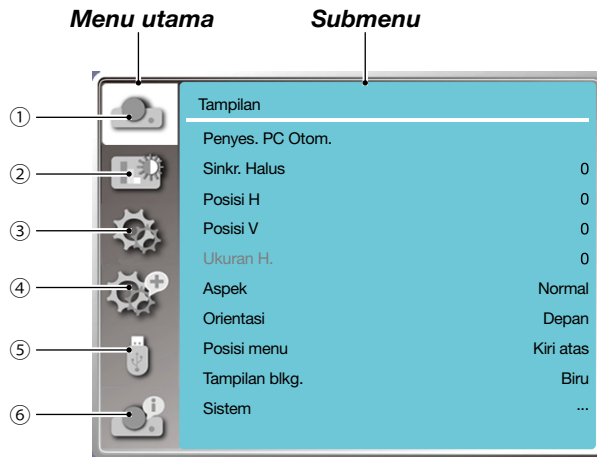 Menu utama Submenu
① Tampilan
Penyes. PC Otom.
② Sinkr. Halus 0
Posisi H 0
③ Posisi V 0
Ukuran H. 0
④ Aspek Normal
Orientasi Depan
⑤ Posisi menu Kiri atas
Tampilan blkg. Biru
⑥ Sistem ...